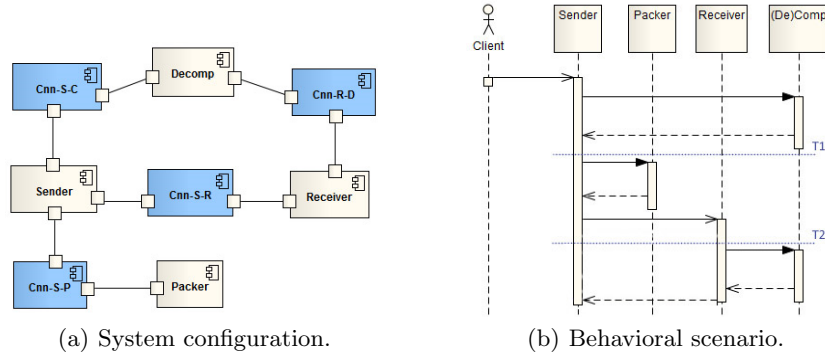 Cnn-S-C
Decomp
Cnn-R-D
Sender
Cnn-S-R
Receiver
Cnn-S-P
Packer
(a) System configuration.
Client
Sender
Packer
Receiver
(De)Comp
T1
T2
(b) Behavioral scenario.